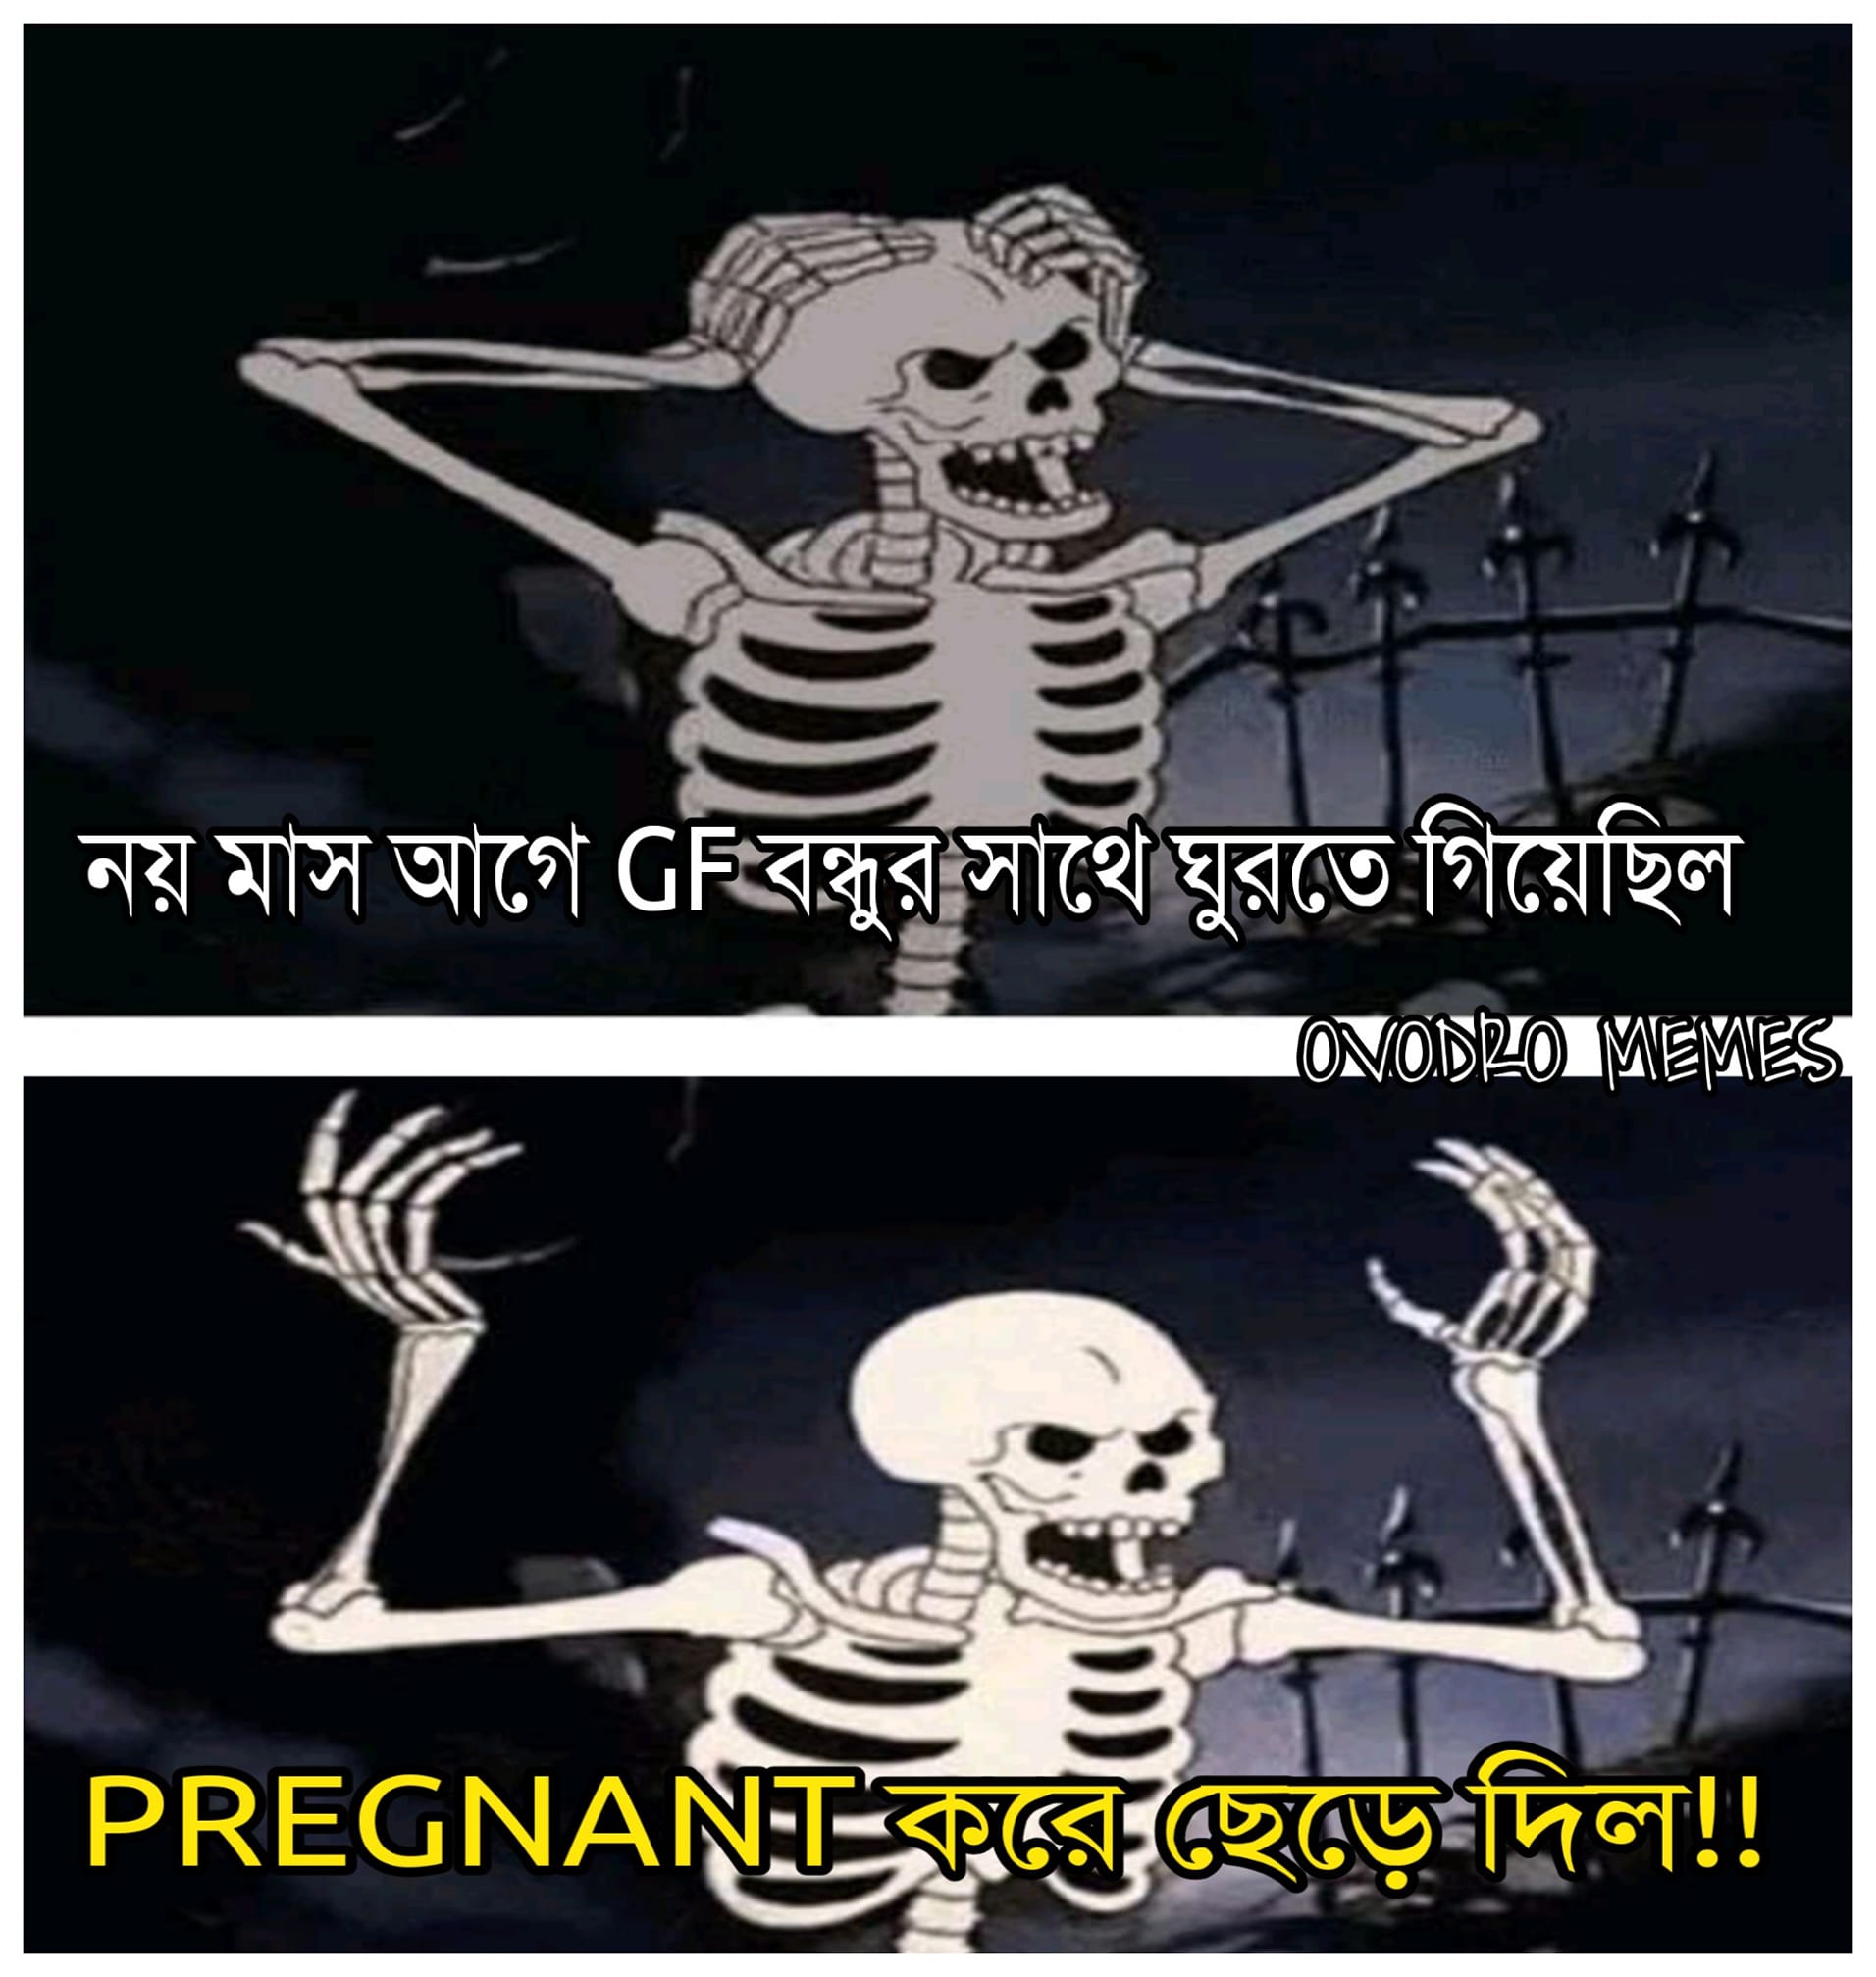 নয় মাস আগে GF বন্ধুর সাথে ঘুরতে গিয়েছিল
OVODRO MEMES
PREGNANT করে ছেড়ে দিল!!